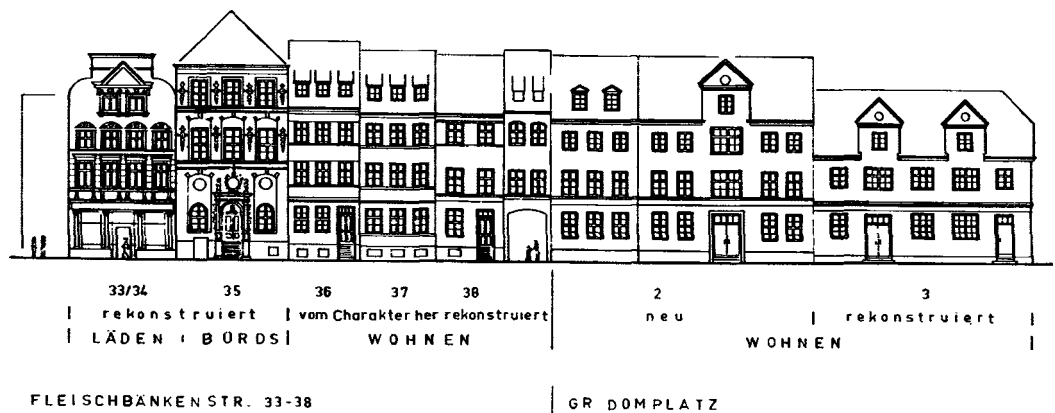 33/34 35 36 37 38 2 3
rekonstruiert vom Charakter her rekonstruiert neu rekonstruiert
LÄDEN / BÜRDS WOHNEN WOHNEN
FLEISCHBÄNKENSTR. 33-38 GR DOMPLATZ